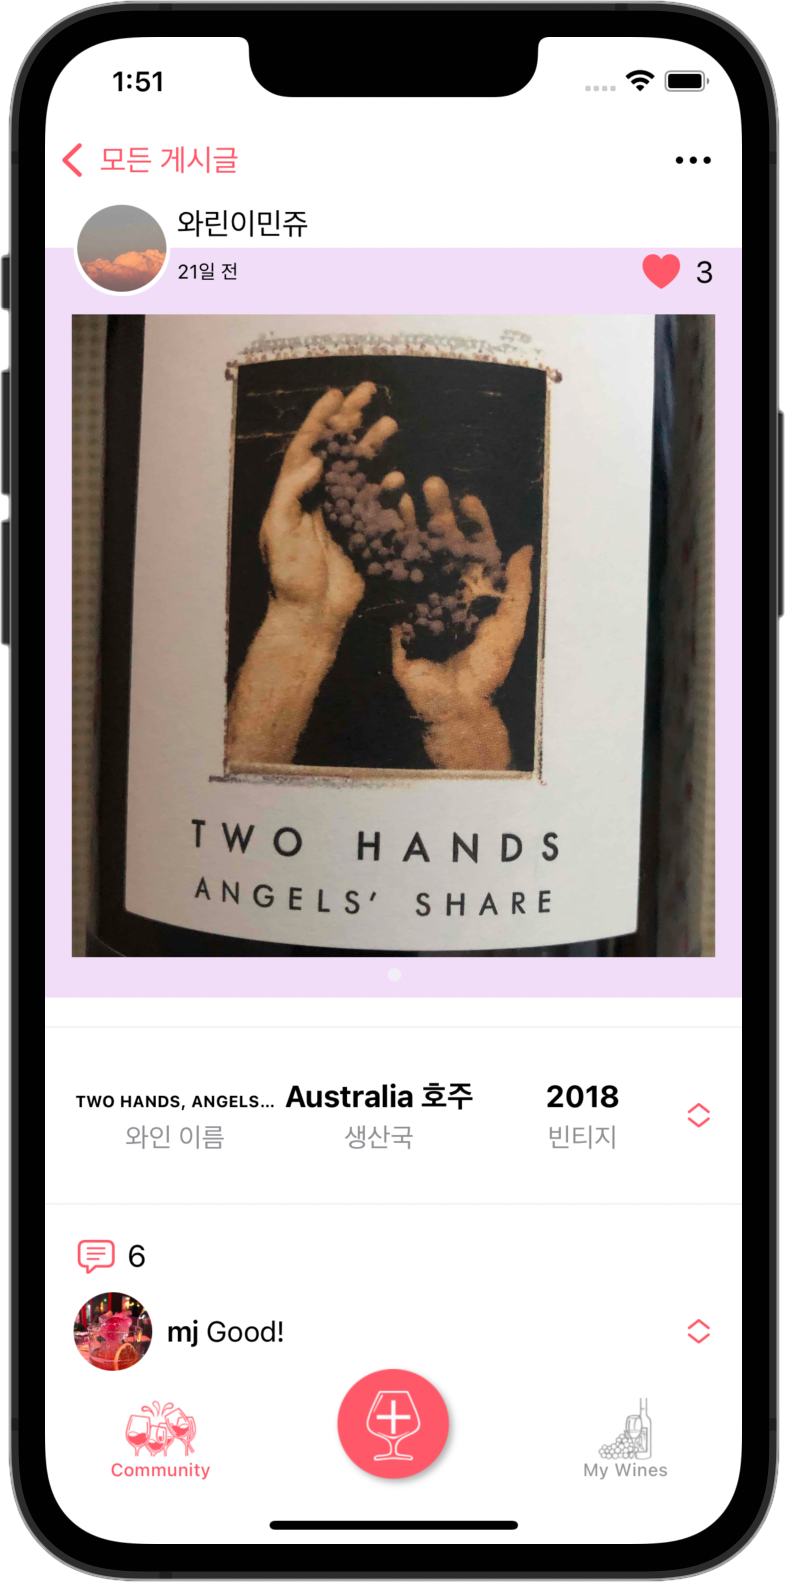 1:51
모든 게시글
와린이민쥬
21일 전
3
TWO HANDS
ANGELS' SHARE
TWO HANDS, ANGELS...
Australia 호주
2018
와인 이름
생산국
빈티지
6
mj Good!
Community
My Wines